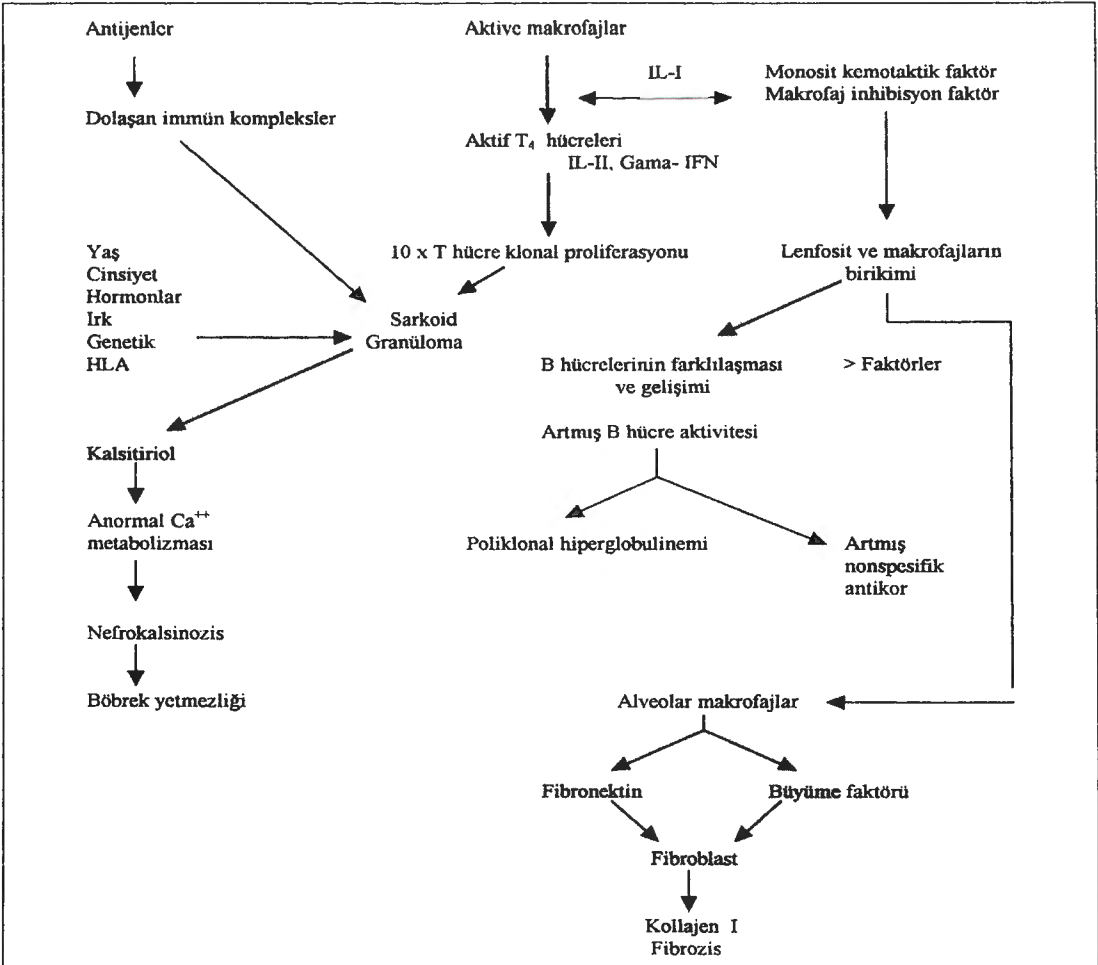 Antijenler
Aktive makrofajlar
IL-I
Monosit kemotaktik faktör
Makrofaj inhibisyon faktör
Dolaşan immün kompleksler
Aktif T₄ hücreleri
IL-II, Gama- IFN
Yaş
Cinsiyet
Hormonlar
Irk
Genetik
HLA
10 x T hücre klonal proliferasyonu
Lenfosit ve makrofajların
birikimi
Sarkoid
Granüloma
B hücrelerinin farklılaşması
ve gelişimi
> Faktörler
Artmış B hücre aktivitesi
Kalsitiriol
Anormal Ca⁺⁺
metabolizması
Poliklonal hiperglobulinemi
Artmış
nonspesifik
antikor
Nefrokalsinozis
Böbrek yetmezliği
Alveolar makrofajlar
Fibronektin
Büyüme faktörü
Fibroblast
Kollajen I
Fibrozis